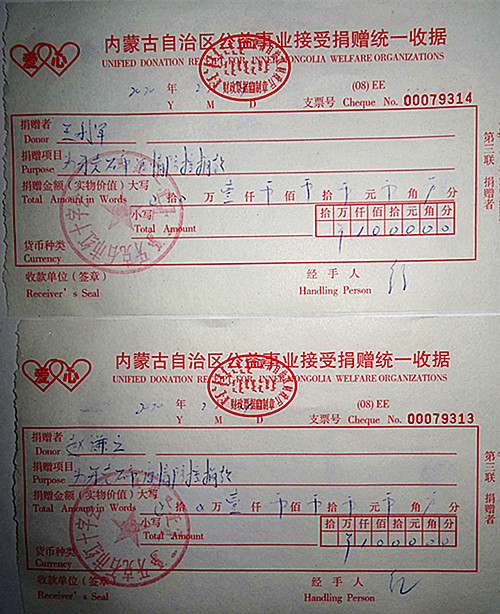 爱心
内蒙古自治区公益事业接受捐赠统一收据
UNIFIED DONATION RE T FOR INNE ONGOLIA WELFARE ORGANIZATIONS
年
(08) EE
Y M D
支票号 Cheque No. 00079314
捐赠者
Donor 王利军
捐赠项目
Purpose
捐赠金额(实物价值)大写
Total Amount in Words 拾 万 壹 仟 佰 拾 元 角 分
小写
Total Amount
拾 万 仟 佰 拾 元 角 分
¥ 1 0 0 0 0 0
货币种类
Currency
收款单位(签章)
Receiver's Seal
经手人
Handling Person
第三联 捐赠者
爱心
内蒙古自治区公益事业接受捐赠统一收据
UNIFIED DONATION RE T FOR INNE ONGOLIA WELFARE ORGANIZATIONS
年
(08) EE
Y M D
支票号 Cheque No. 00079313
捐赠者
Donor 赵
捐赠项目
Purpose
捐赠金额(实物价值)大写
Total Amount in Words 拾 万 壹 仟 佰 拾 元 角 分
小写
Total Amount
拾 万 仟 佰 拾 元 角 分
¥ 1 0 0 0 0 0
货币种类
Currency
收款单位(签章)
Receiver's Seal
经手人
Handling Person
第三联 捐赠者